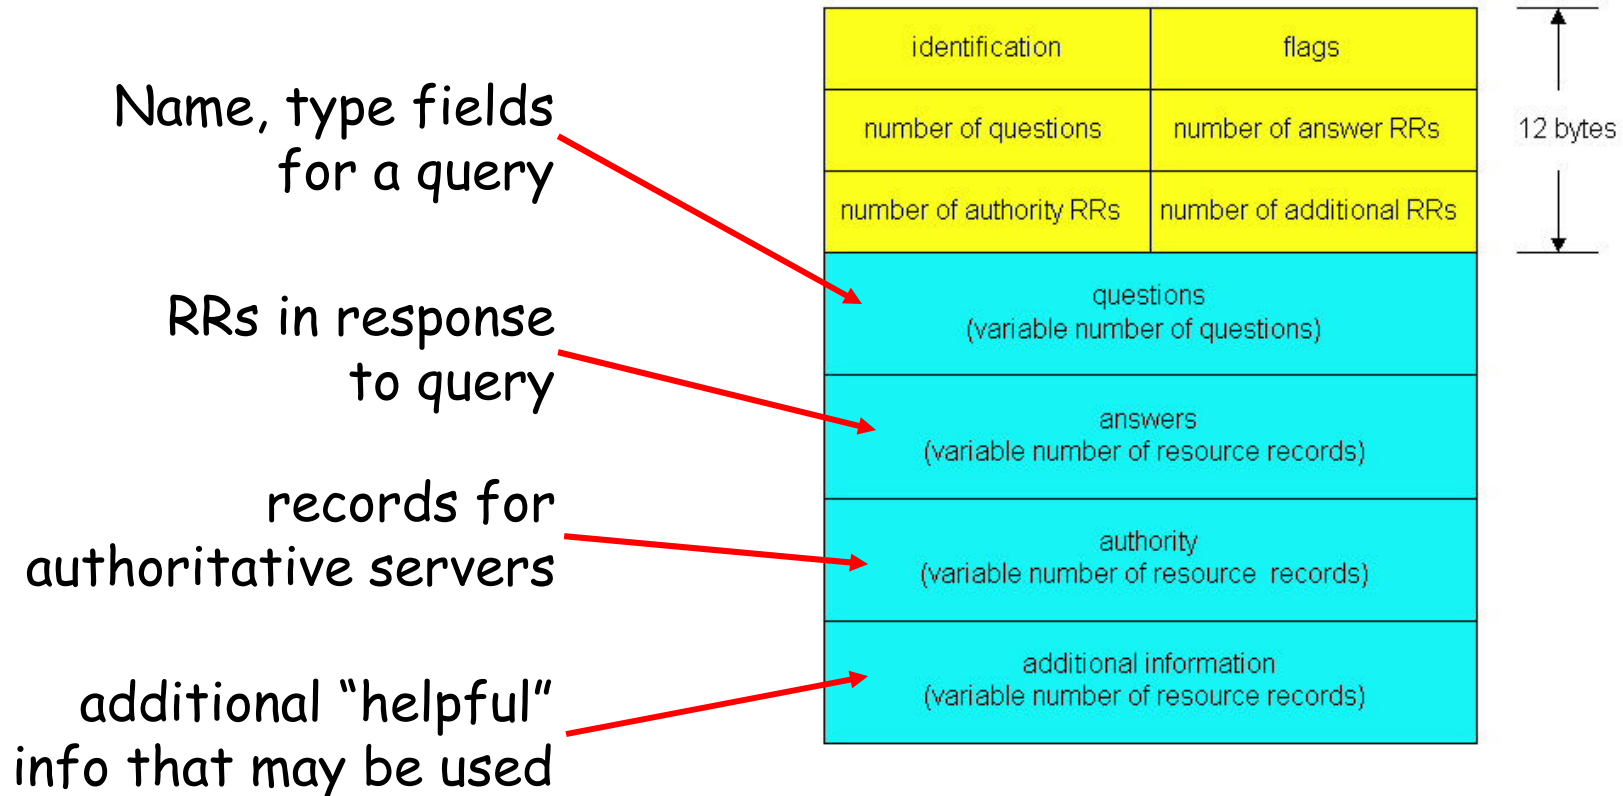 Name, type fields
for a query
RRs in response
to query
records for
authoritative servers
additional “helpful”
info that may be used
identification
flags
number of questions
number of answer RRs
number of authority RRs
number of additional RRs
12 bytes
questions
(variable number of questions)
answers
(variable number of resource records)
authority
(variable number of resource records)
additional information
(variable number of resource records)